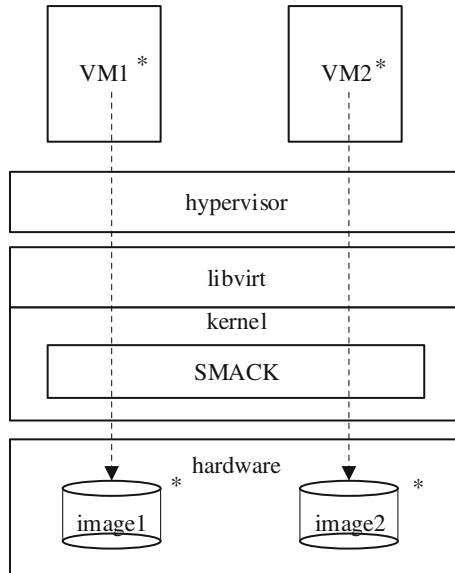 VM1 *
VM2 *
hypervisor
libvirt
kernel
SMACK
hardware
*
*
image1
image2